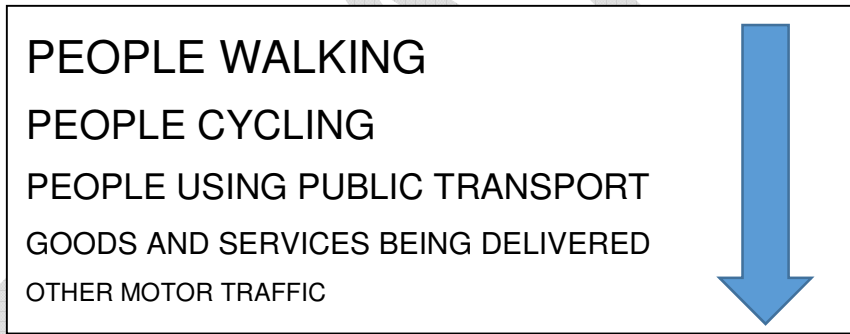 PEOPLE WALKING
PEOPLE CYCLING
PEOPLE USING PUBLIC TRANSPORT
GOODS AND SERVICES BEING DELIVERED
OTHER MOTOR TRAFFIC